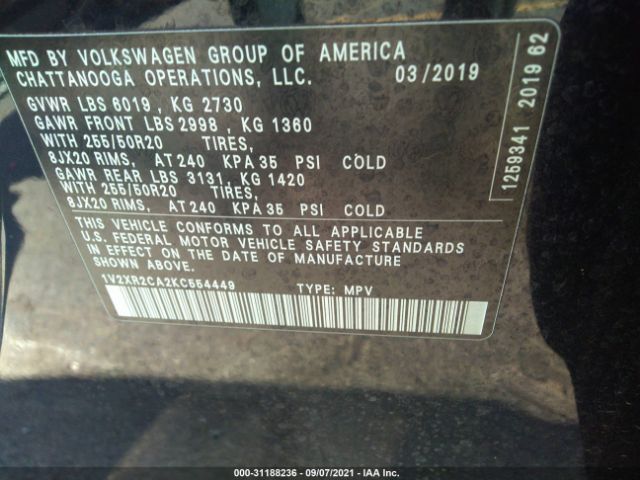 MFD BY VOLKSWAGEN GROUP OF AMERICA
CHATTANOOGA OPERATIONS, LLC. 03/2019
GVWR LBS 6019 , KG 2730
GAWR FRONT LBS 2998 , KG 1360
WITH 255/50R20 TIRES,
8JX20 RIMS, AT 240 KPA 35 PSI COLD
GAWR REAR LBS 3131, KG 1420
WITH 255/50R20 TIRES,
8JX20 RIMS, AT 240 KPA 35 PSI COLD
THIS VEHICLE CONFORMS TO ALL APPLICABLE
U.S. FEDERAL MOTOR VEHICLE SAFETY STANDARDS
IN EFFECT ON THE DATE OF MANUFACTURE
SHOWN ABOVE.
1V2XR2CA2KC554449 TYPE: MPV
1259341 2019 62
000-31188236 - 09/07/2021 - IAA Inc.